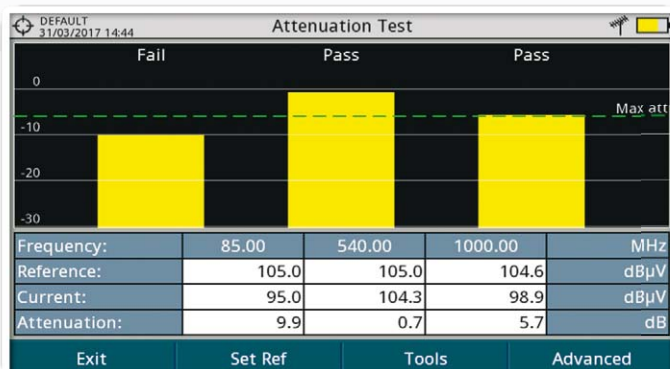 DEFAULT
31/03/2017 14:44
Attenuation Test
Fail Pass Pass
0
Max att
-10
-20
-30
Frequency: 85.00 540.00 1000.00 MHz
Reference: 105.0 105.0 104.6 dBµV
Current: 95.0 104.3 98.9 dBµV
Attenuation: 9.9 0.7 5.7 dB
Exit Set Ref Tools Advanced